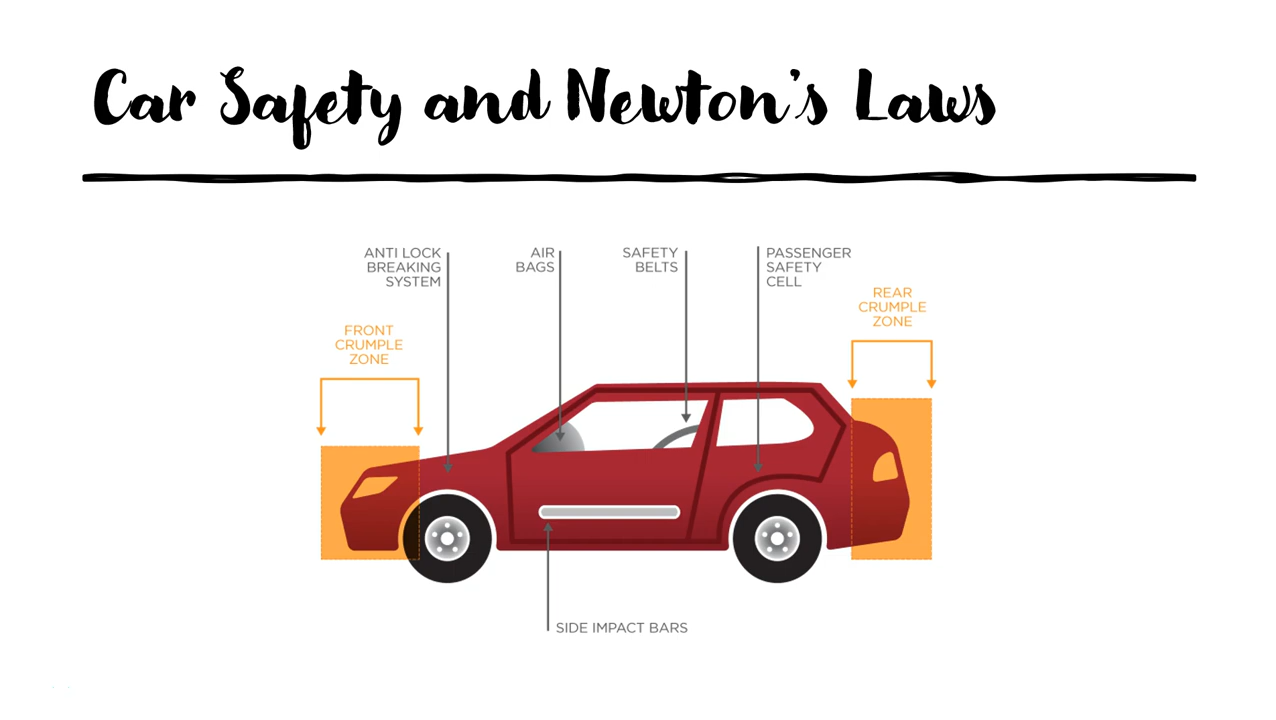 Car Safety and Newton's Laws
ANTI LOCK
BREAKING
SYSTEM
AIR
BAGS
SAFETY
BELTS
PASSENGER
SAFETY
CELL
REAR
CRUMPLE
ZONE
FRONT
CRUMPLE
ZONE
SIDE IMPACT BARS